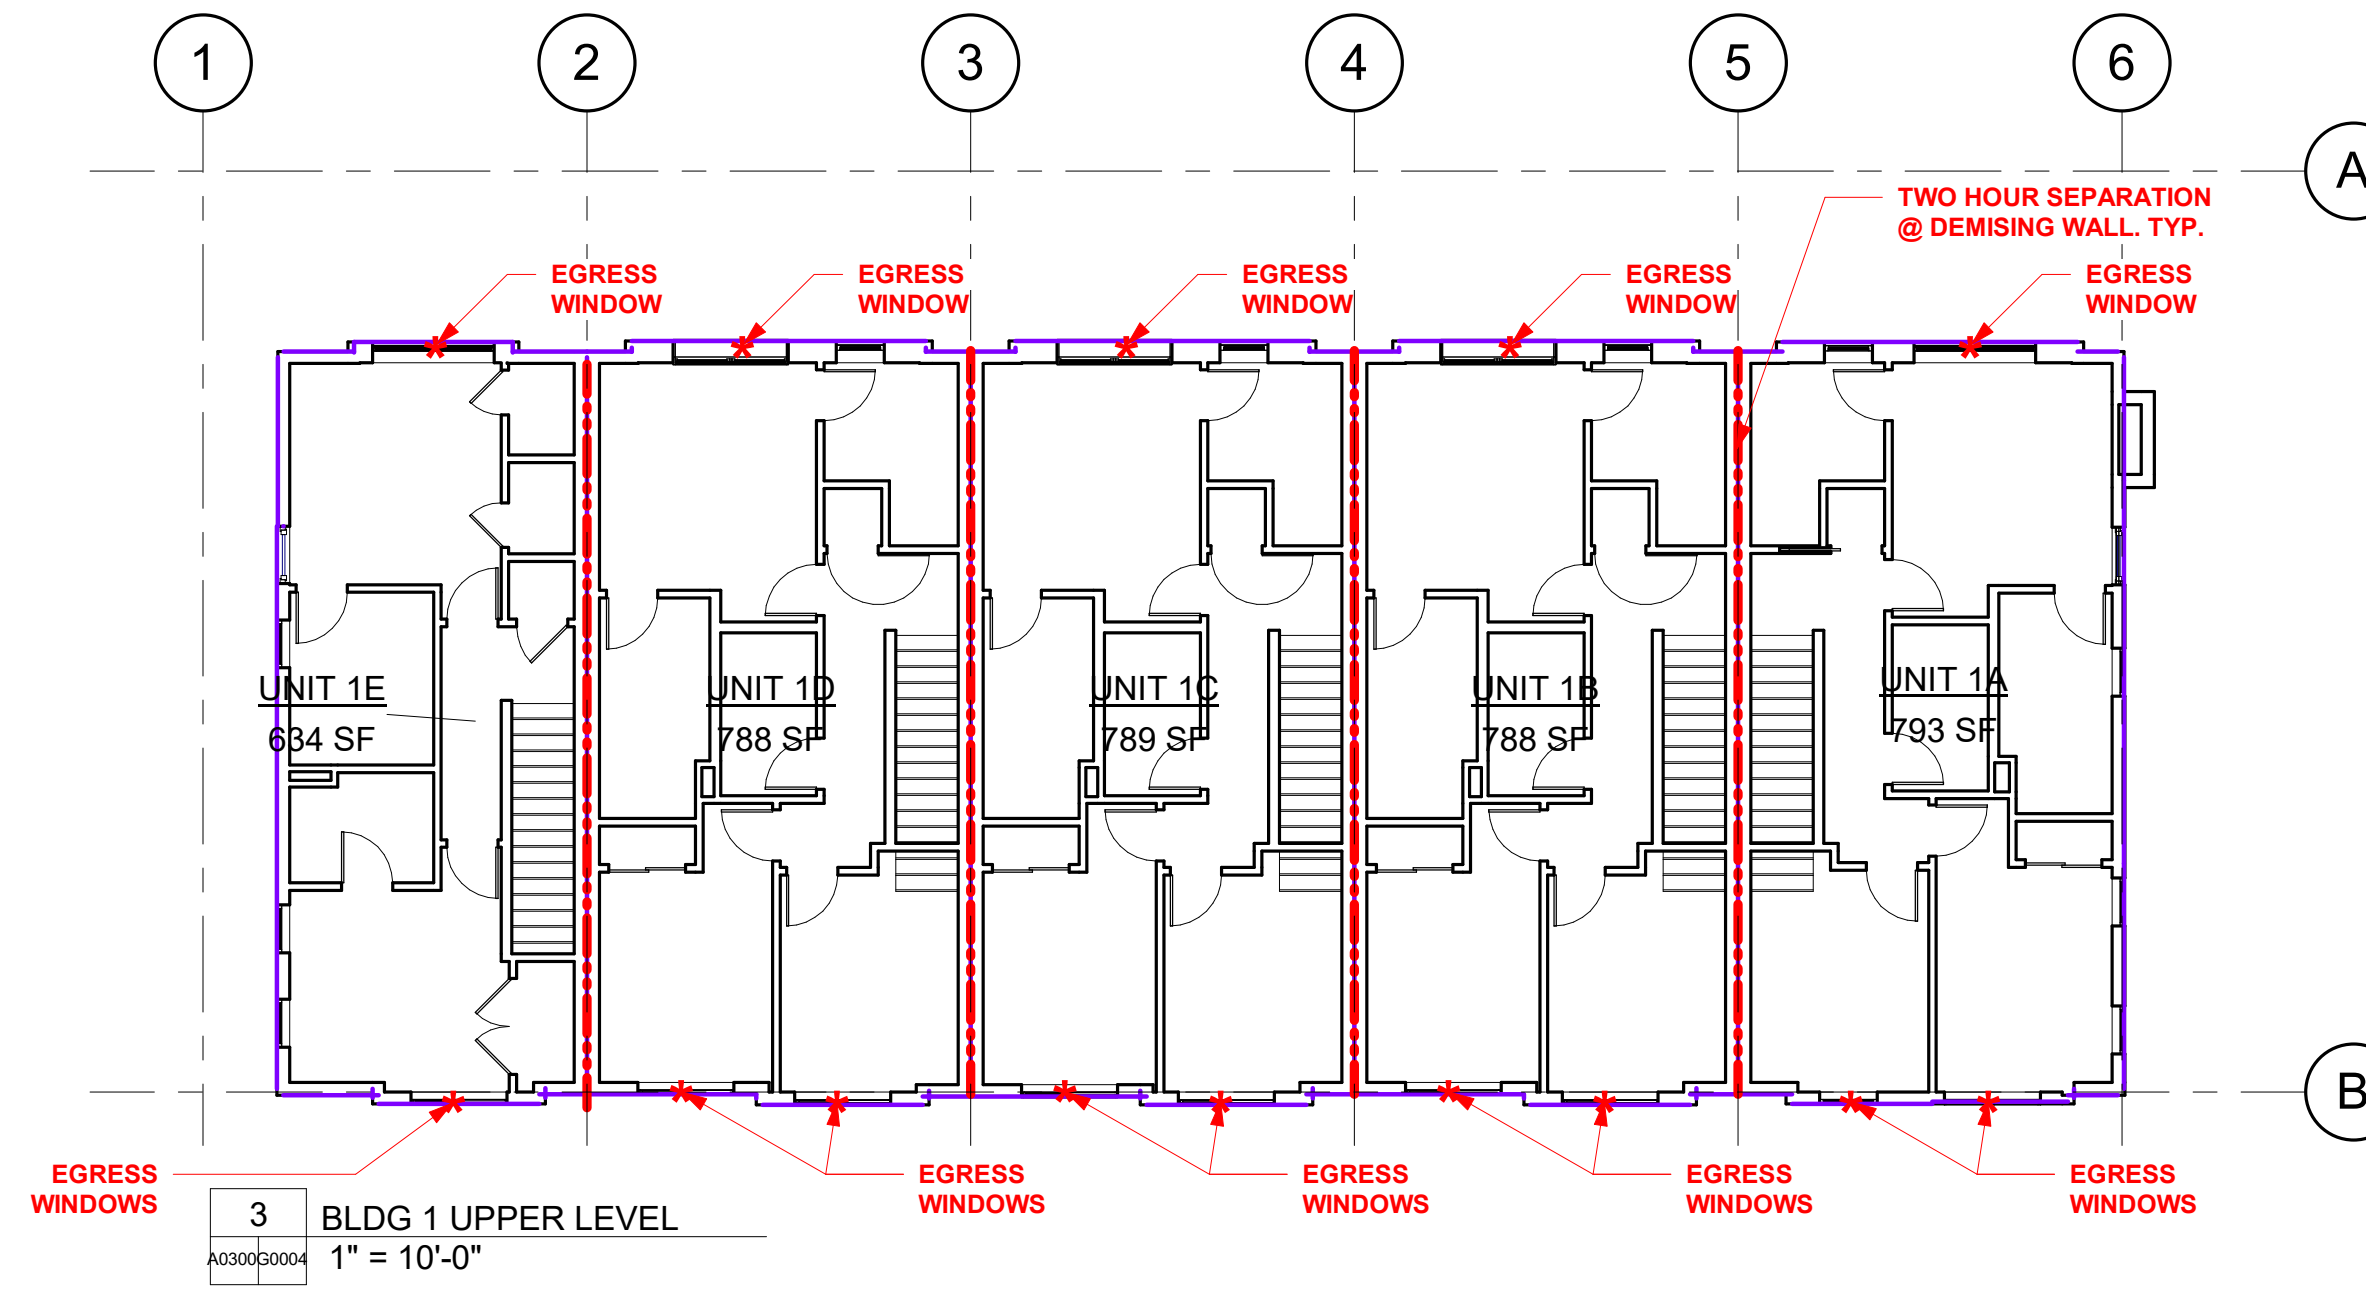 1
2
3
4
5
6
A
TWO HOUR SEPARATION
@ DEMISING WALL. TYP.
EGRESS
WINDOW
EGRESS
WINDOW
EGRESS
WINDOW
EGRESS
WINDOW
EGRESS
WINDOW
UNIT 1E
634 SF
UNIT 1D
788 SF
UNIT 1C
789 SF
UNIT 1B
788 SF
UNIT 1A
793 SF
B
EGRESS
WINDOWS
EGRESS
WINDOWS
EGRESS
WINDOWS
EGRESS
WINDOWS
EGRESS
WINDOWS
3
BLDG 1 UPPER LEVEL
A0300
G0004
1" = 10'-0"